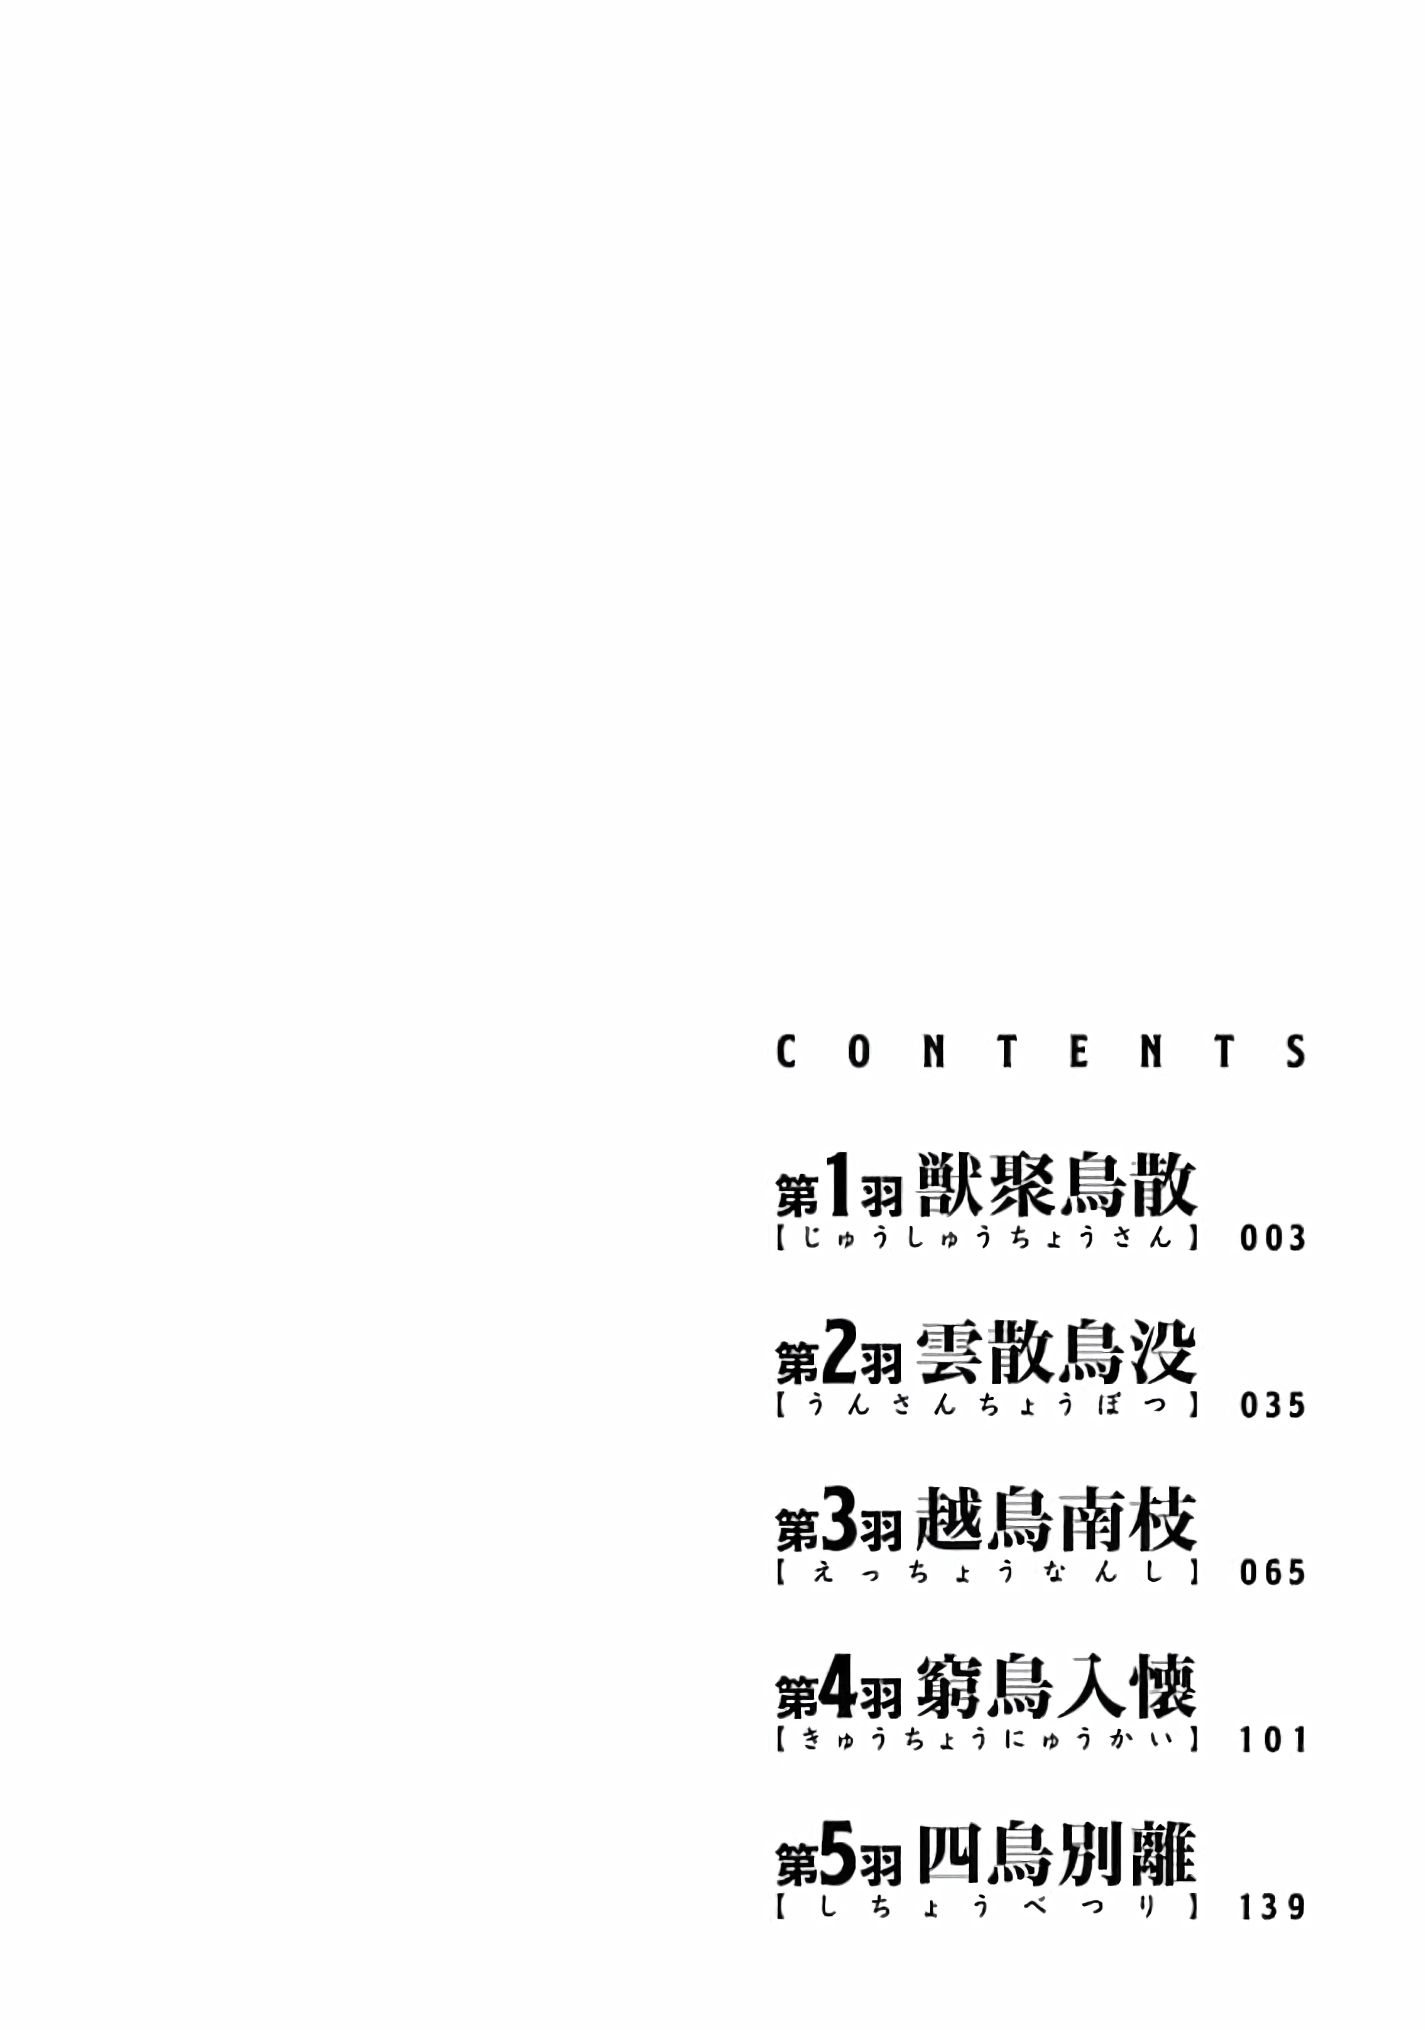 CONTENTS
第1羽 獣聚鳥散
【じゅうしゅうちょうさん】 003
第2羽 雲散鳥没
【うんさんちょうぼつ】 035
第3羽 越鳥南枝
【えっちょうなんし】 065
第4羽 窮鳥入懐
【きゅうちょうにゅうかい】 101
第5羽 四鳥別離
【しちょうべつり】 139